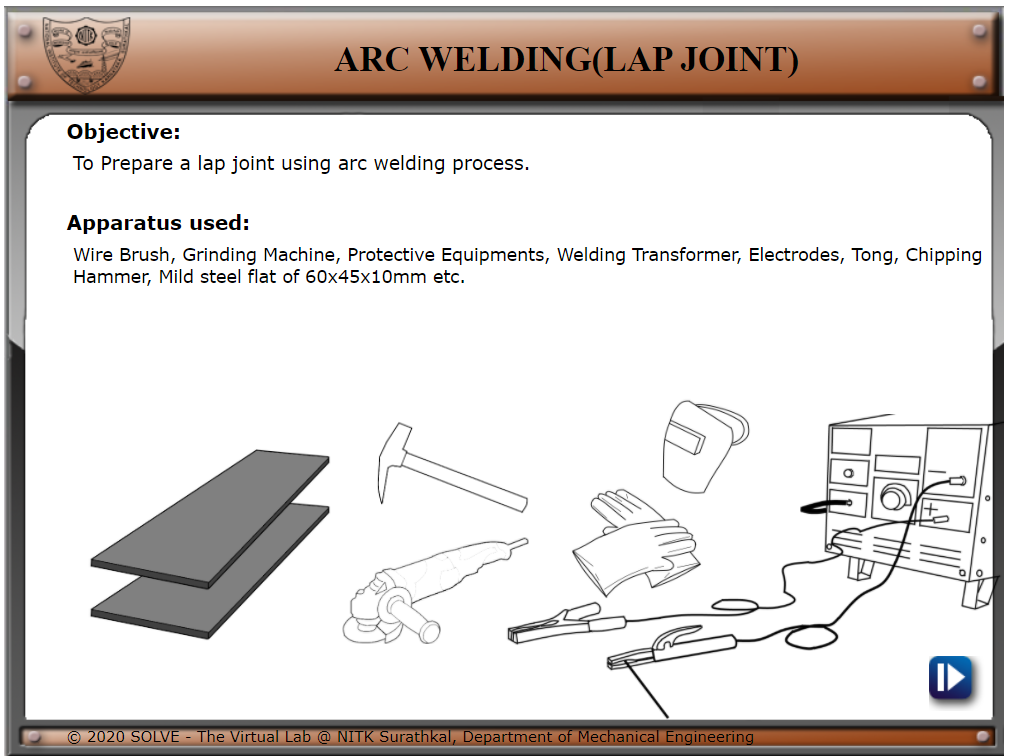 ARC WELDING(LAP JOINT)
Objective:
To Prepare a lap joint using arc welding process.
Apparatus used:
Wire Brush, Grinding Machine, Protective Equipments, Welding Transformer, Electrodes, Tong, Chipping
Hammer, Mild steel flat of 60x45x10mm etc.
© 2020 SOLVE - The Virtual Lab @ NITK Surathkal, Department of Mechanical Engineering